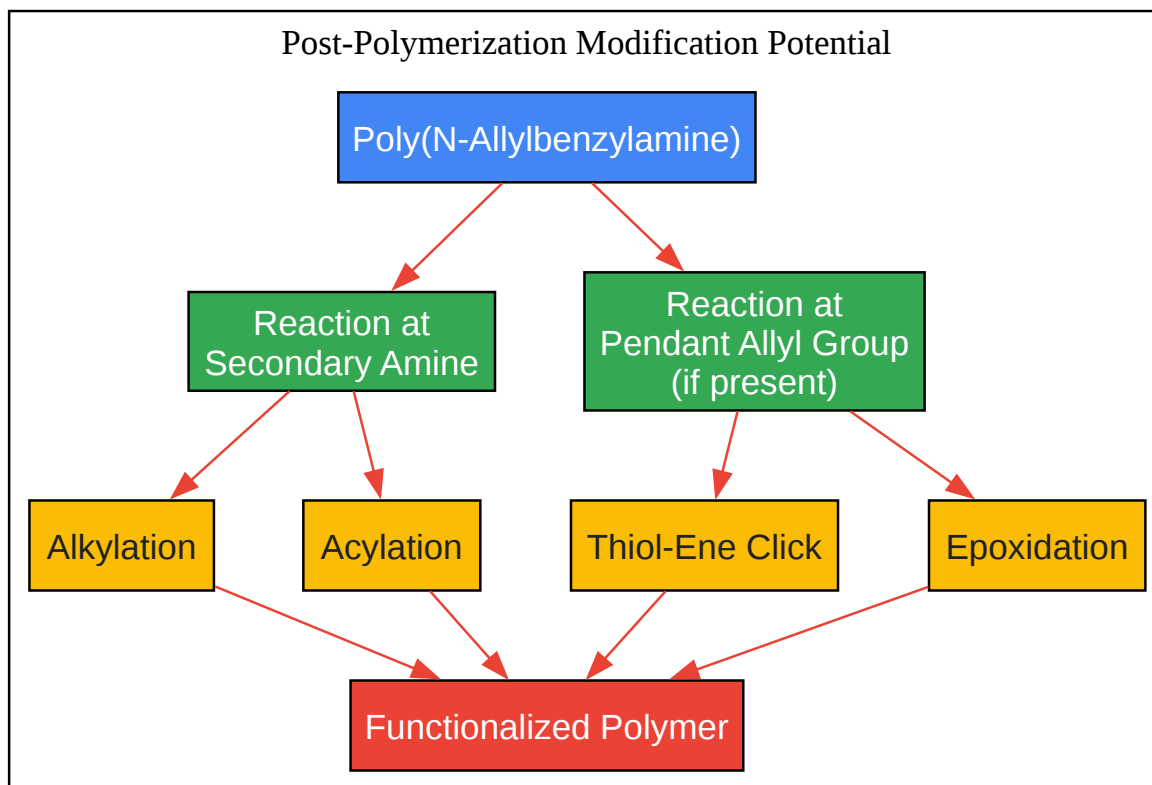 Post-Polymerization Modification Potential
Poly(N-Allylbenzylamine)
Reaction at
Secondary Amine
Reaction at
Pendant Allyl Group
(if present)
Alkylation
Acylation
Thiol-Ene Click
Epoxidation
Functionalized Polymer